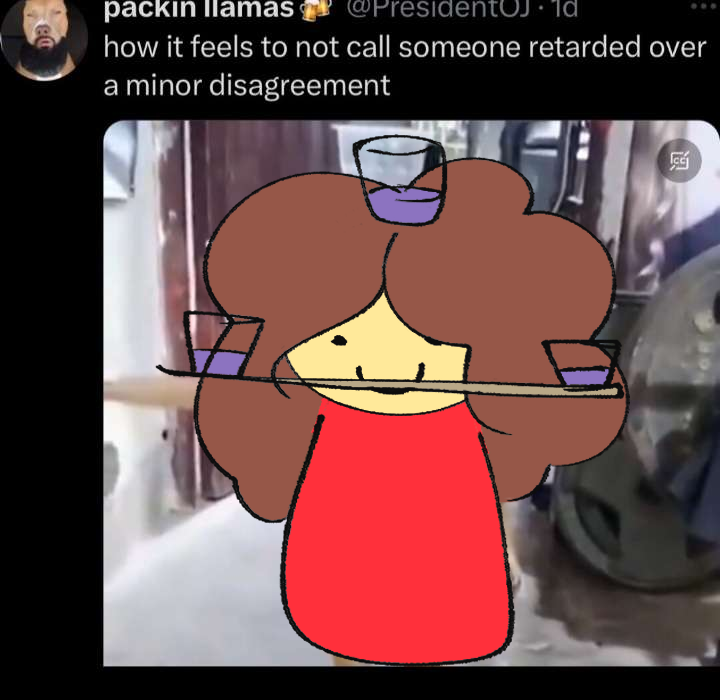 packin llamas🍻 @PresidentOJ · 1d
how it feels to not call someone retarded over
a minor disagreement